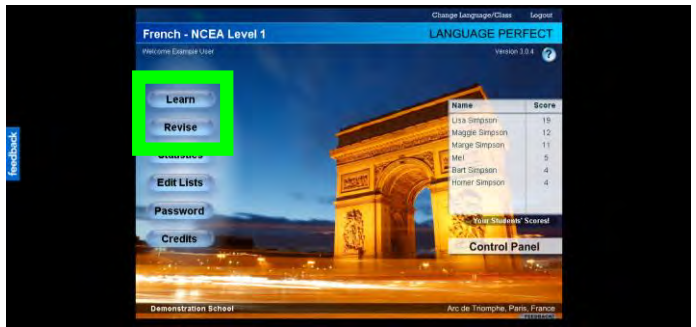 Change Language/Class Logout
French - NCEA Level 1
LANGUAGE PERFECT
Welcome Example User
Version 3.0.4 ?
Learn
Revise
Statistics
Edit Lists
Password
Credits
Name Score
Lisa Simpson 19
Maggie Simpson 12
Marge Simpson 11
Mel 5
Bart Simpson 4
Homer Simpson 4
Your Students' Scores!
Control Panel
feedback
Demonstration School
Arc de Triomphe, Paris, France
FEEDBACK!